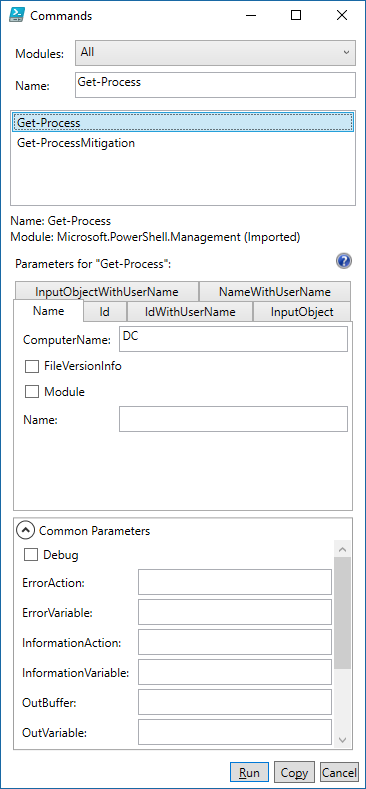 Commands
Modules: All
Name: Get-Process
Get-Process
Get-ProcessMitigation
Name: Get-Process
Module: Microsoft.PowerShell.Management (Imported)
Parameters for "Get-Process":
InputObjectWithUserName NameWithUserName
Name Id IdWithUserName InputObject
ComputerName: DC
FileVersionInfo
Module
Name:
Common Parameters
Debug
ErrorAction:
ErrorVariable:
InformationAction:
InformationVariable:
OutBuffer:
OutVariable:
Run Copy Cancel